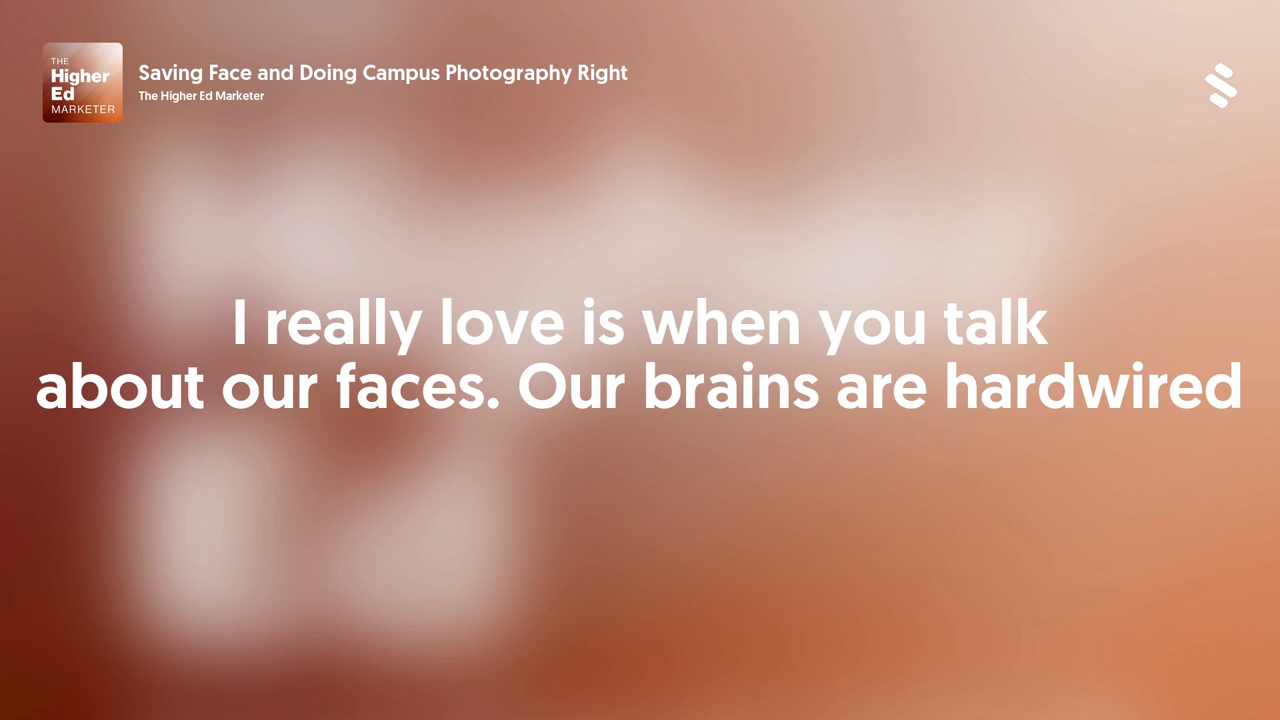 THE
Higher
Ed
MARKETER
Saving Face and Doing Campus Photography Right
The Higher Ed Marketer
I really love is when you talk
about our faces. Our brains are hardwired